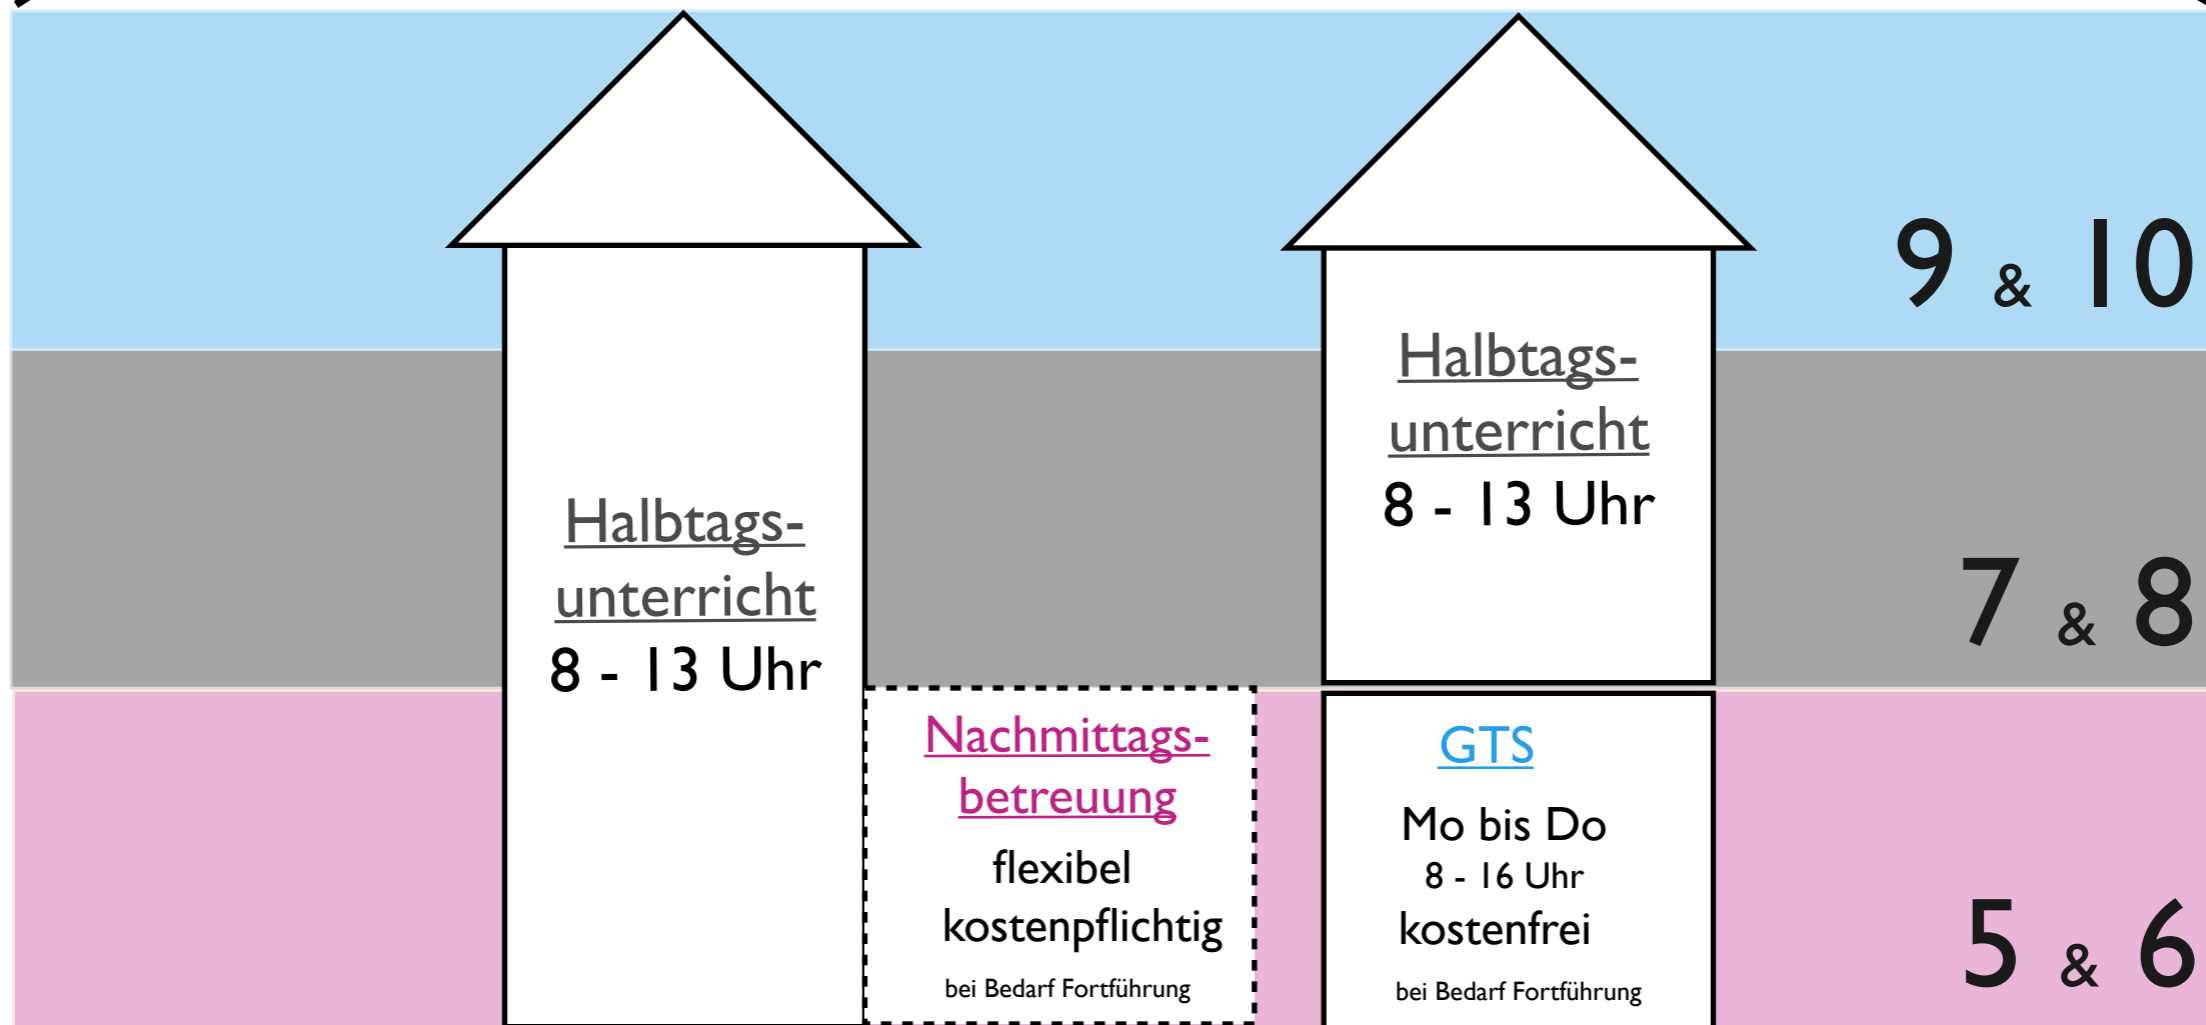 9 & 10
Halbtags-
unterricht
8 - 13 Uhr
Halbtags-
unterricht
8 - 13 Uhr
7 & 8
Nachmittags-
betreuung
flexibel
kostenpflichtig
bei Bedarf Fortführung
GTS
Mo bis Do
8 - 16 Uhr
kostenfrei
bei Bedarf Fortführung
5 & 6